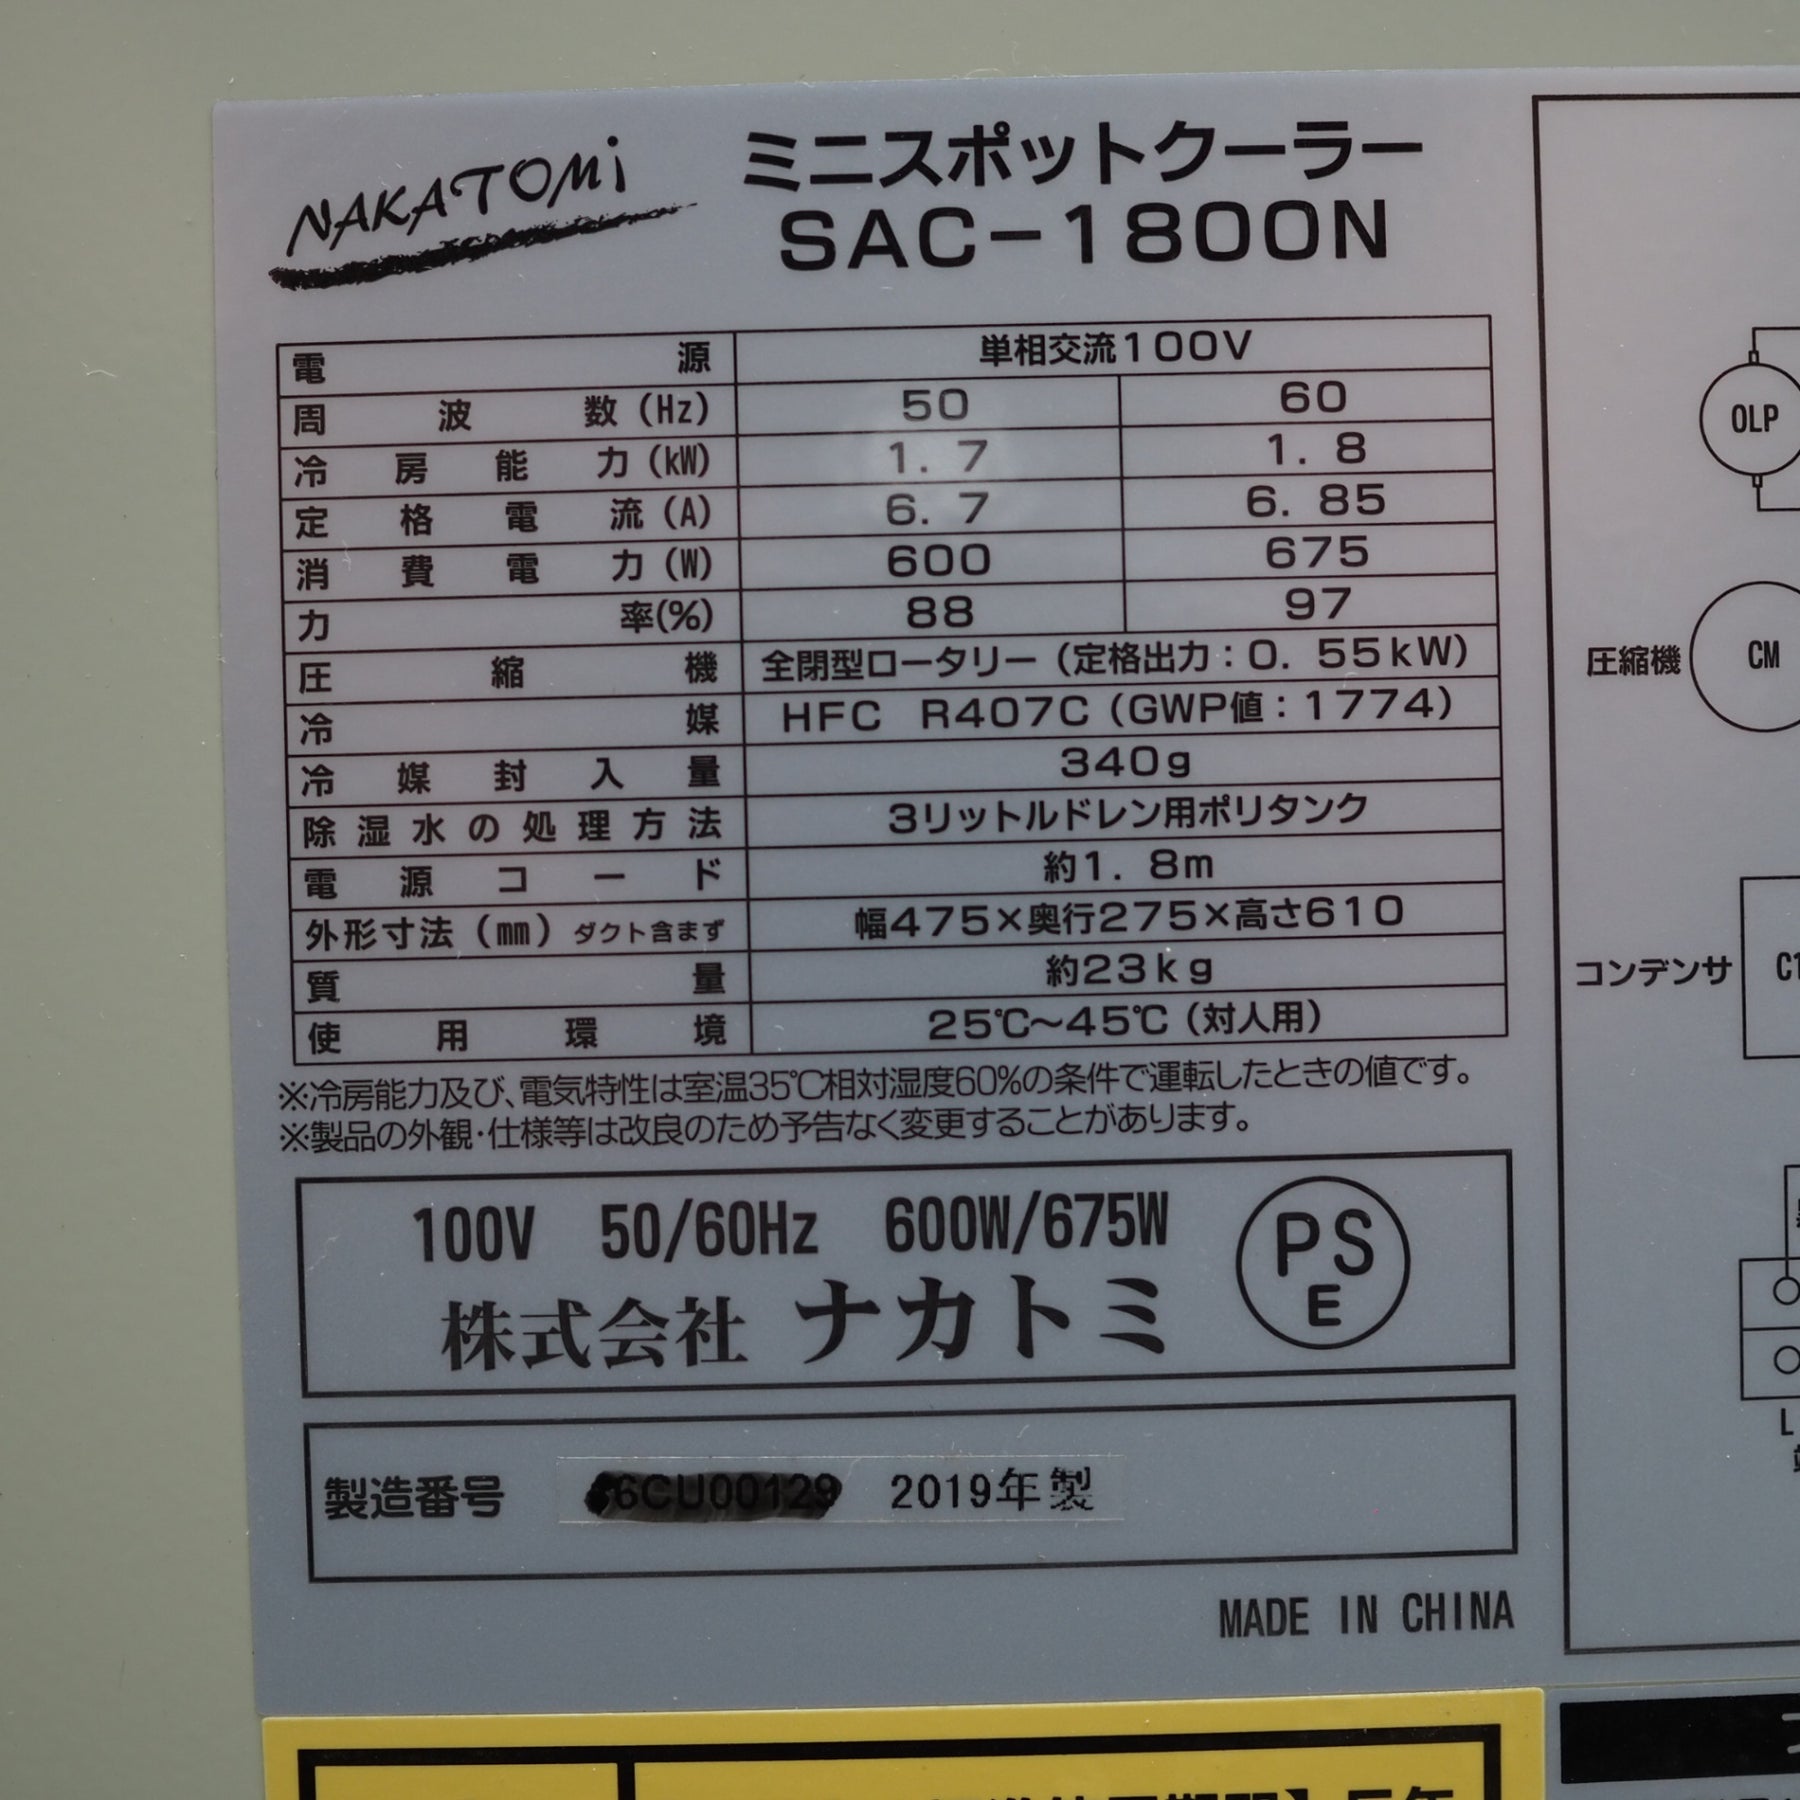 NAKATOMi
ミニスポットクーラー
SAC-1800N
電源 単相交流100V
周波数(Hz) 50 60
冷房能力(kW) 1.7 1.8
定格電流(A) 6.7 6.85
消費電力(W) 600 675
力率(%) 88 97
圧縮機 全閉型ロータリー(定格出力:0.55kW)
冷媒 HFC R407C(GWP値:1774)
冷媒封入量 340g
除湿水の処理方法 3リットルドレン用ポリタンク
電源コード 約1.8m
外形寸法(mm)ダクト含まず 幅475×奥行275×高さ610
質量 約23kg
使用環境 25℃~45℃(対人用)
※冷房能力及び、電気特性は室温35℃相対湿度60%の条件で運転したときの値です。
※製品の外観・仕様等は改良のため予告なく変更することがあります。
100V 50/60Hz 600W/675W
株式会社ナカトミ
PS
E
製造番号 2019年製
MADE IN CHINA
OLP
圧縮機 CM
コンデンサ C1
L